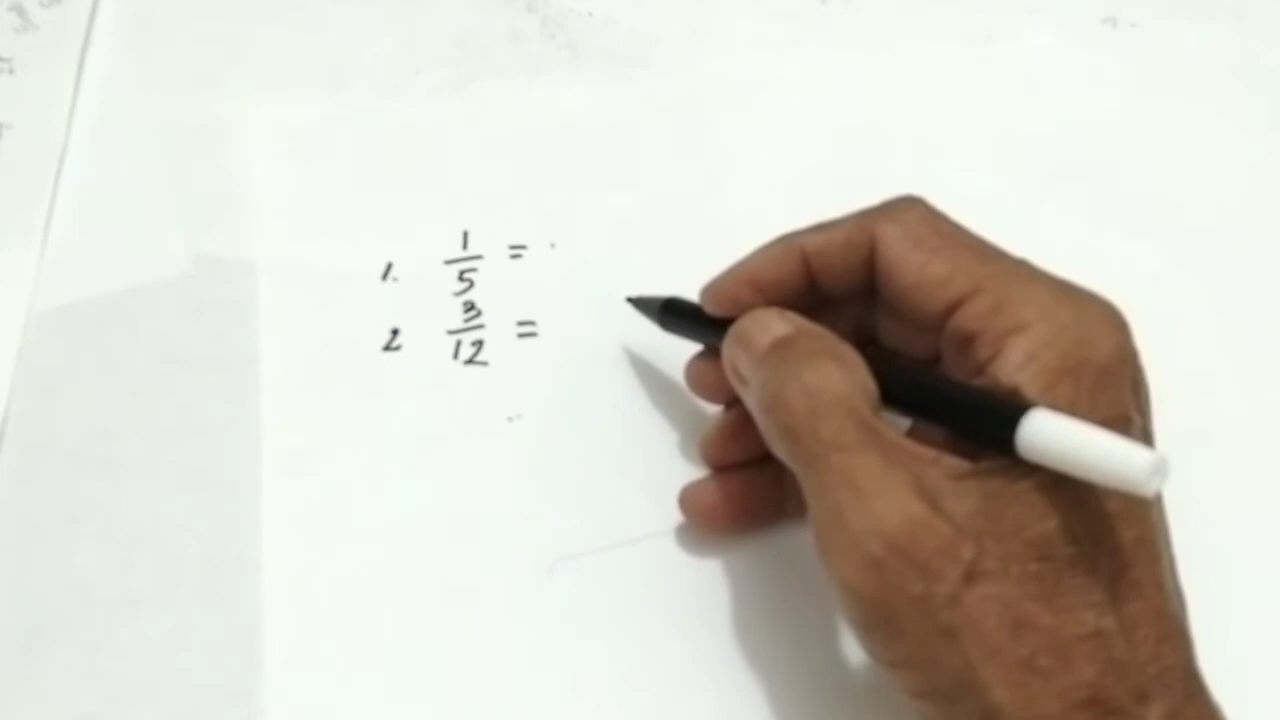 1. 1/5 =
2 3/12 =